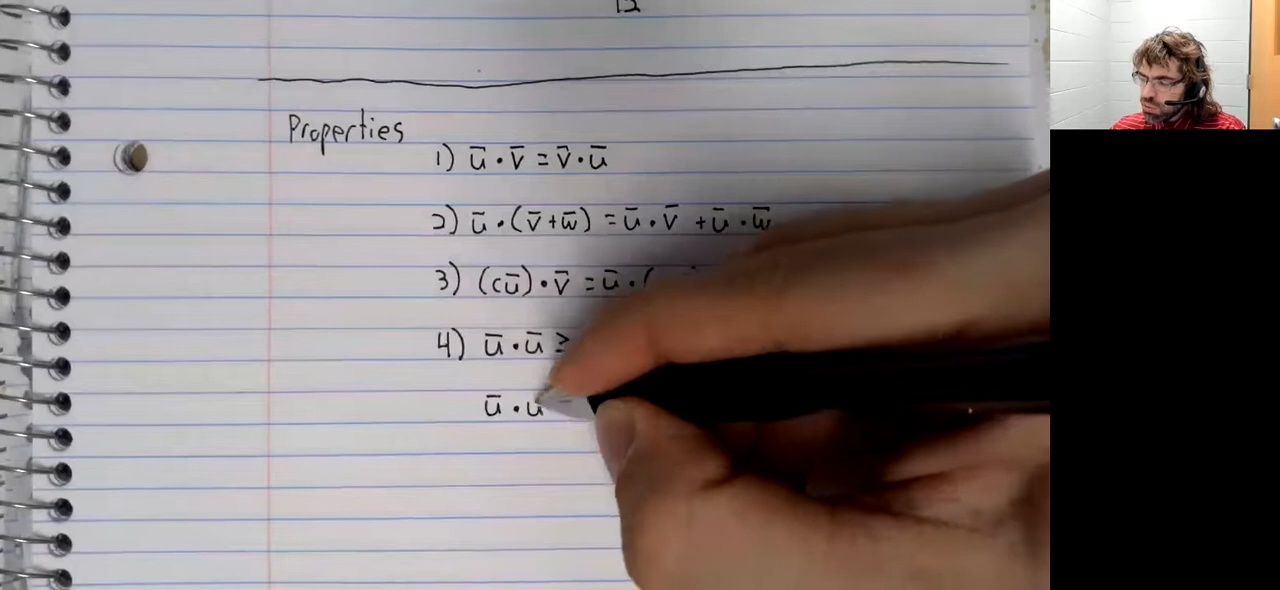 12
Properties
1) ū · v̄ = v̄ · ū
2) ū · (v̄ + w̄) = ū · v̄ + ū · w̄
3) (cū) · v̄ = ū · (
4) ū · ū ≥
ū · u